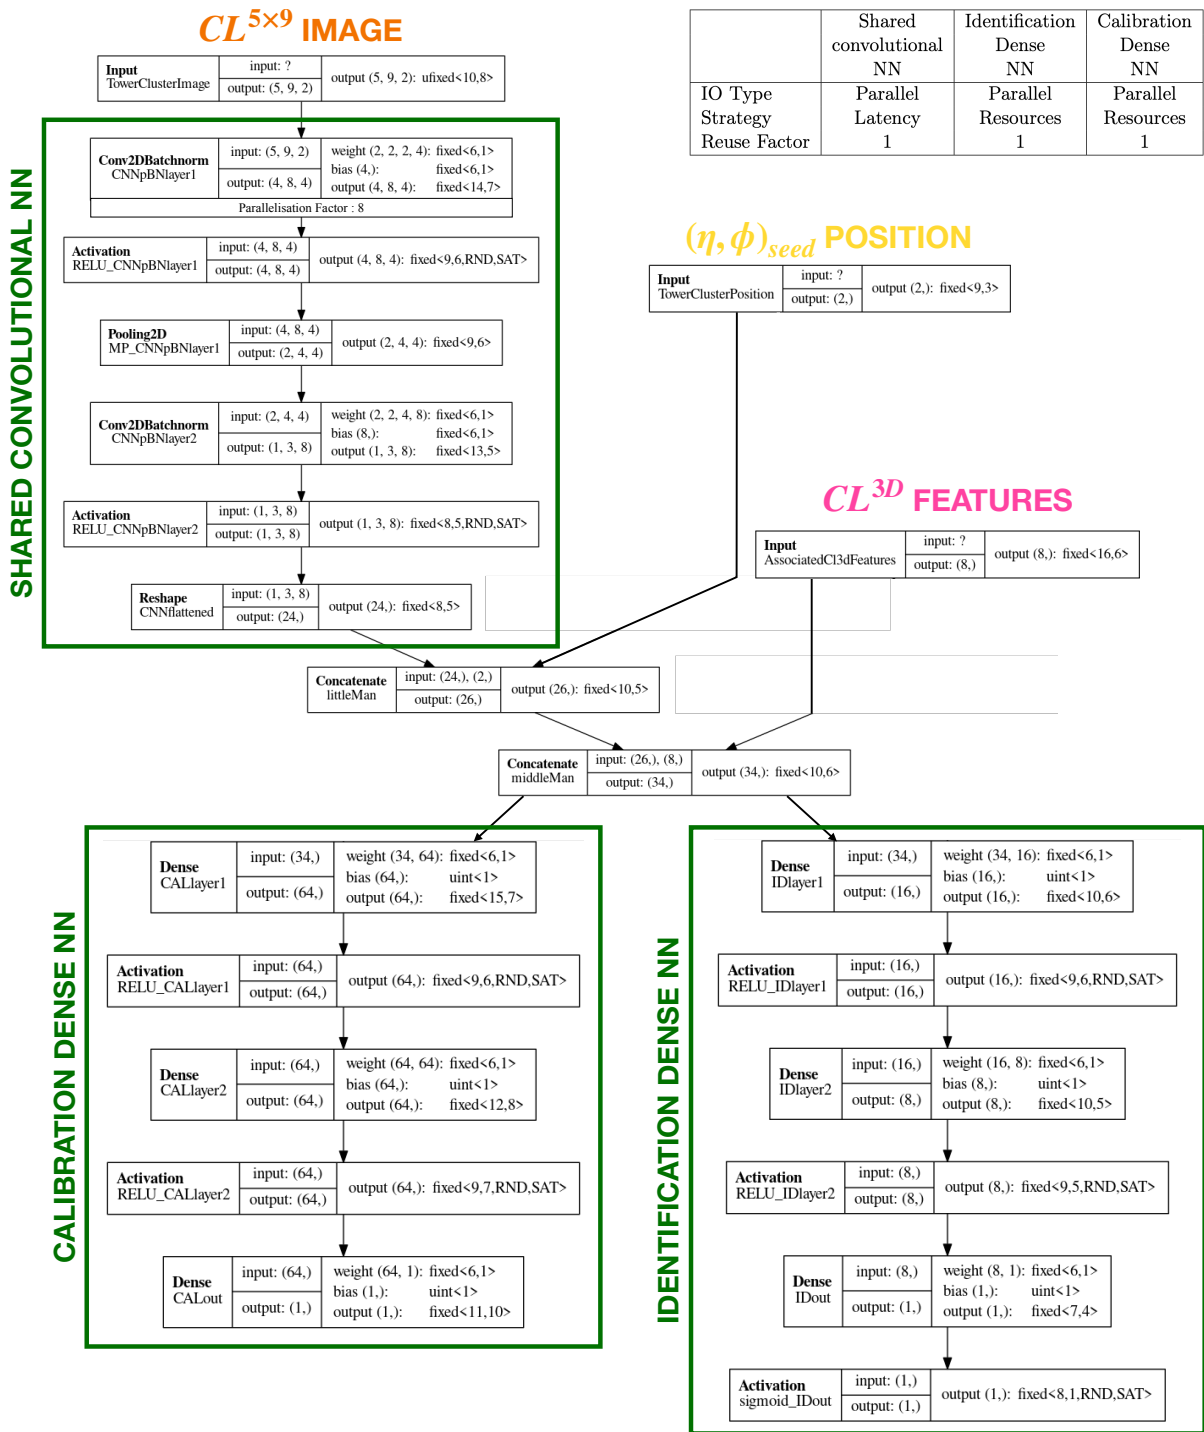 CL^{5×9} IMAGE
Input
TowerClusterImage
input: ?
output: (5, 9, 2)
output (5, 9, 2): ufixed<10,8>
Shared convolutional NN
Identification Dense NN
Calibration Dense NN
IO Type Parallel Parallel Parallel
Strategy Latency Resources Resources
Reuse Factor 1 1 1
SHARED CONVOLUTIONAL NN
Conv2DBatchnorm
CNNpBNlayer1
input: (5, 9, 2)
output: (4, 8, 4)
weight (2, 2, 2, 4): fixed<6,1>
bias (4,): fixed<6,1>
output (4, 8, 4): fixed<14,7>
Parallelisation Factor : 8
Activation
RELU_CNNpBNlayer1
input: (4, 8, 4)
output: (4, 8, 4)
output (4, 8, 4): fixed<9,6,RND,SAT>
Pooling2D
MP_CNNpBNlayer1
input: (4, 8, 4)
output: (2, 4, 4)
output (2, 4, 4): fixed<9,6>
Conv2DBatchnorm
CNNpBNlayer2
input: (2, 4, 4)
output: (1, 3, 8)
weight (2, 2, 4, 8): fixed<6,1>
bias (8,): fixed<6,1>
output (1, 3, 8): fixed<13,5>
Activation
RELU_CNNpBNlayer2
input: (1, 3, 8)
output: (1, 3, 8)
output (1, 3, 8): fixed<8,5,RND,SAT>
Reshape
CNNflattened
input: (1, 3, 8)
output: (24,)
output (24,): fixed<8,5>
(η, ϕ)_{seed} POSITION
Input
TowerClusterPosition
input: ?
output: (2,)
output (2,): fixed<9,3>
CL^{3D} FEATURES
Input
AssociatedCl3dFeatures
input: ?
output: (8,)
output (8,): fixed<16,6>
Concatenate
littleMan
input: (24,), (2,)
output: (26,)
output (26,): fixed<10,5>
Concatenate
middleMan
input: (26,), (8,)
output: (34,)
output (34,): fixed<10,6>
CALIBRATION DENSE NN
Dense
CALlayer1
input: (34,)
output: (64,)
weight (34, 64): fixed<6,1>
bias (64,): uint<1>
output (64,): fixed<15,7>
Activation
RELU_CALlayer1
input: (64,)
output: (64,)
output (64,): fixed<9,6,RND,SAT>
Dense
CALlayer2
input: (64,)
output: (64,)
weight (64, 64): fixed<6,1>
bias (64,): uint<1>
output (64,): fixed<12,8>
Activation
RELU_CALlayer2
input: (64,)
output: (64,)
output (64,): fixed<9,7,RND,SAT>
Dense
CALout
input: (64,)
output: (1,)
weight (64, 1): fixed<6,1>
bias (1,): uint<1>
output (1,): fixed<11,10>
IDENTIFICATION DENSE NN
Dense
IDlayer1
input: (34,)
output: (16,)
weight (34, 16): fixed<6,1>
bias (16,): uint<1>
output (16,): fixed<10,6>
Activation
RELU_IDlayer1
input: (16,)
output: (16,)
output (16,): fixed<9,6,RND,SAT>
Dense
IDlayer2
input: (16,)
output: (8,)
weight (16, 8): fixed<6,1>
bias (8,): uint<1>
output (8,): fixed<10,5>
Activation
RELU_IDlayer2
input: (8,)
output: (8,)
output (8,): fixed<9,5,RND,SAT>
Dense
IDout
input: (8,)
output: (1,)
weight (8, 1): fixed<6,1>
bias (1,): uint<1>
output (1,): fixed<7,4>
Activation
sigmoid_IDout
input: (1,)
output: (1,)
output (1,): fixed<8,1,RND,SAT>